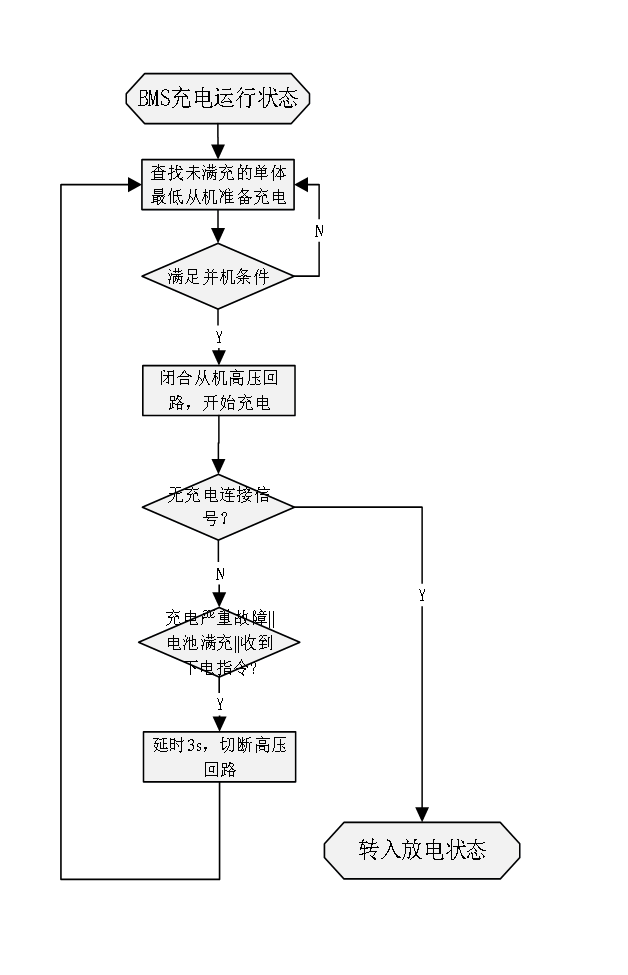 BMS充电运行状态
查找未满充的单体
最低从机准备充电
N
满足并机条件
Y
闭合从机高压回
路，开始充电
无充电连接信
号？
N
Y
充电严重故障||
电池满充||收到
下电指令？
Y
延时3s，切断高压
回路
转入放电状态